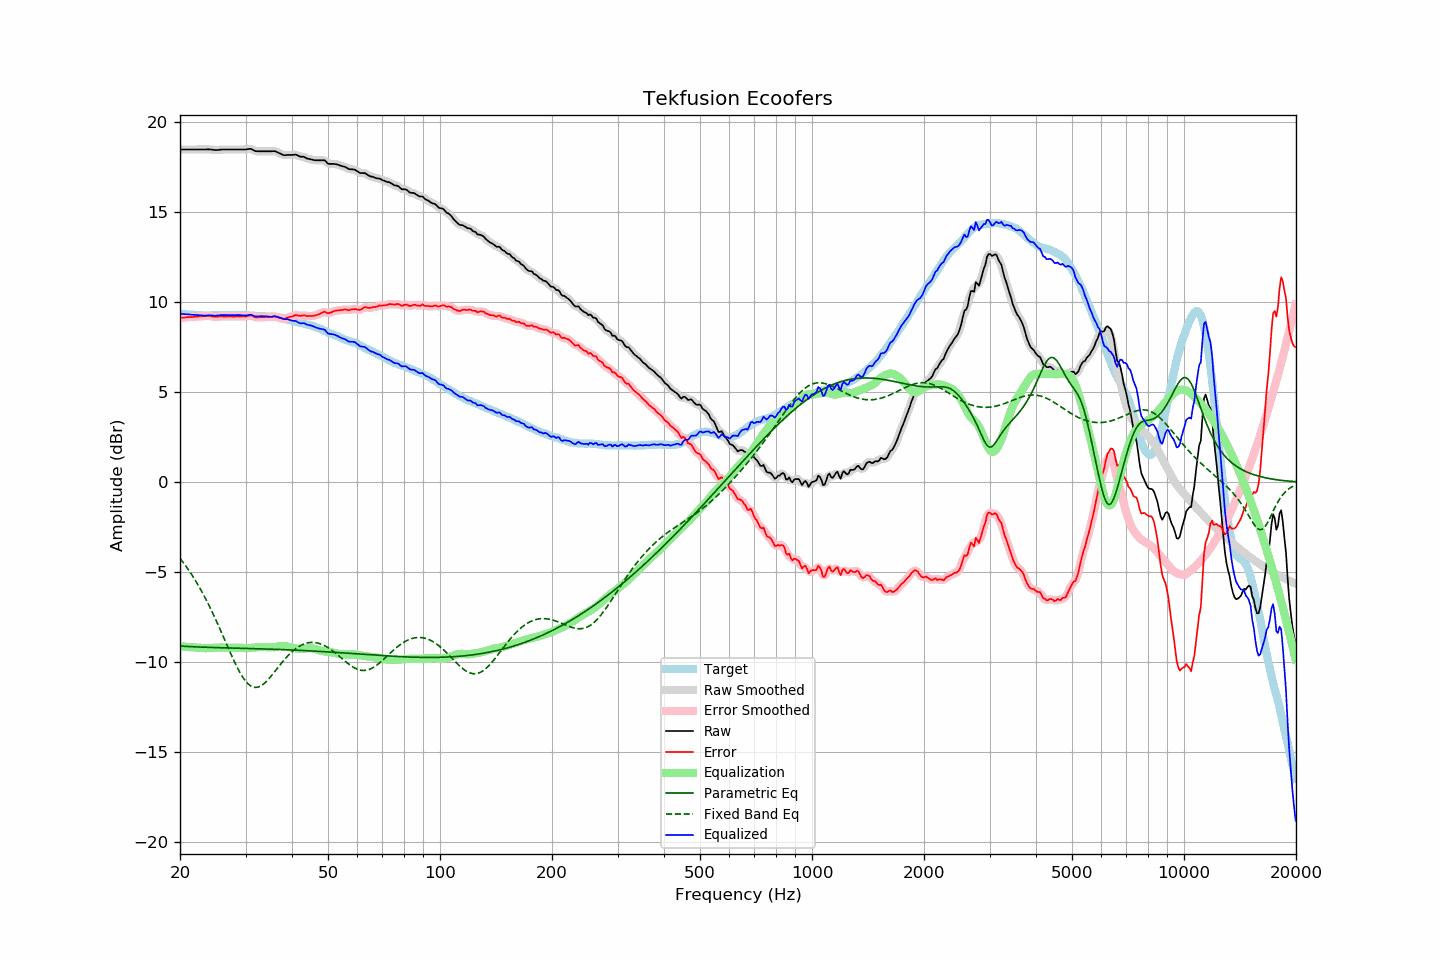 Tekfusion Ecoofers
20
15
10
5
0
−5
−10
−15
−20
Amplitude (dBr)
Target
Raw Smoothed
Error Smoothed
Raw
Error
Equalization
Parametric Eq
Fixed Band Eq
Equalized
20 50 100 200 500 1000 2000 5000 10000 20000
Frequency (Hz)